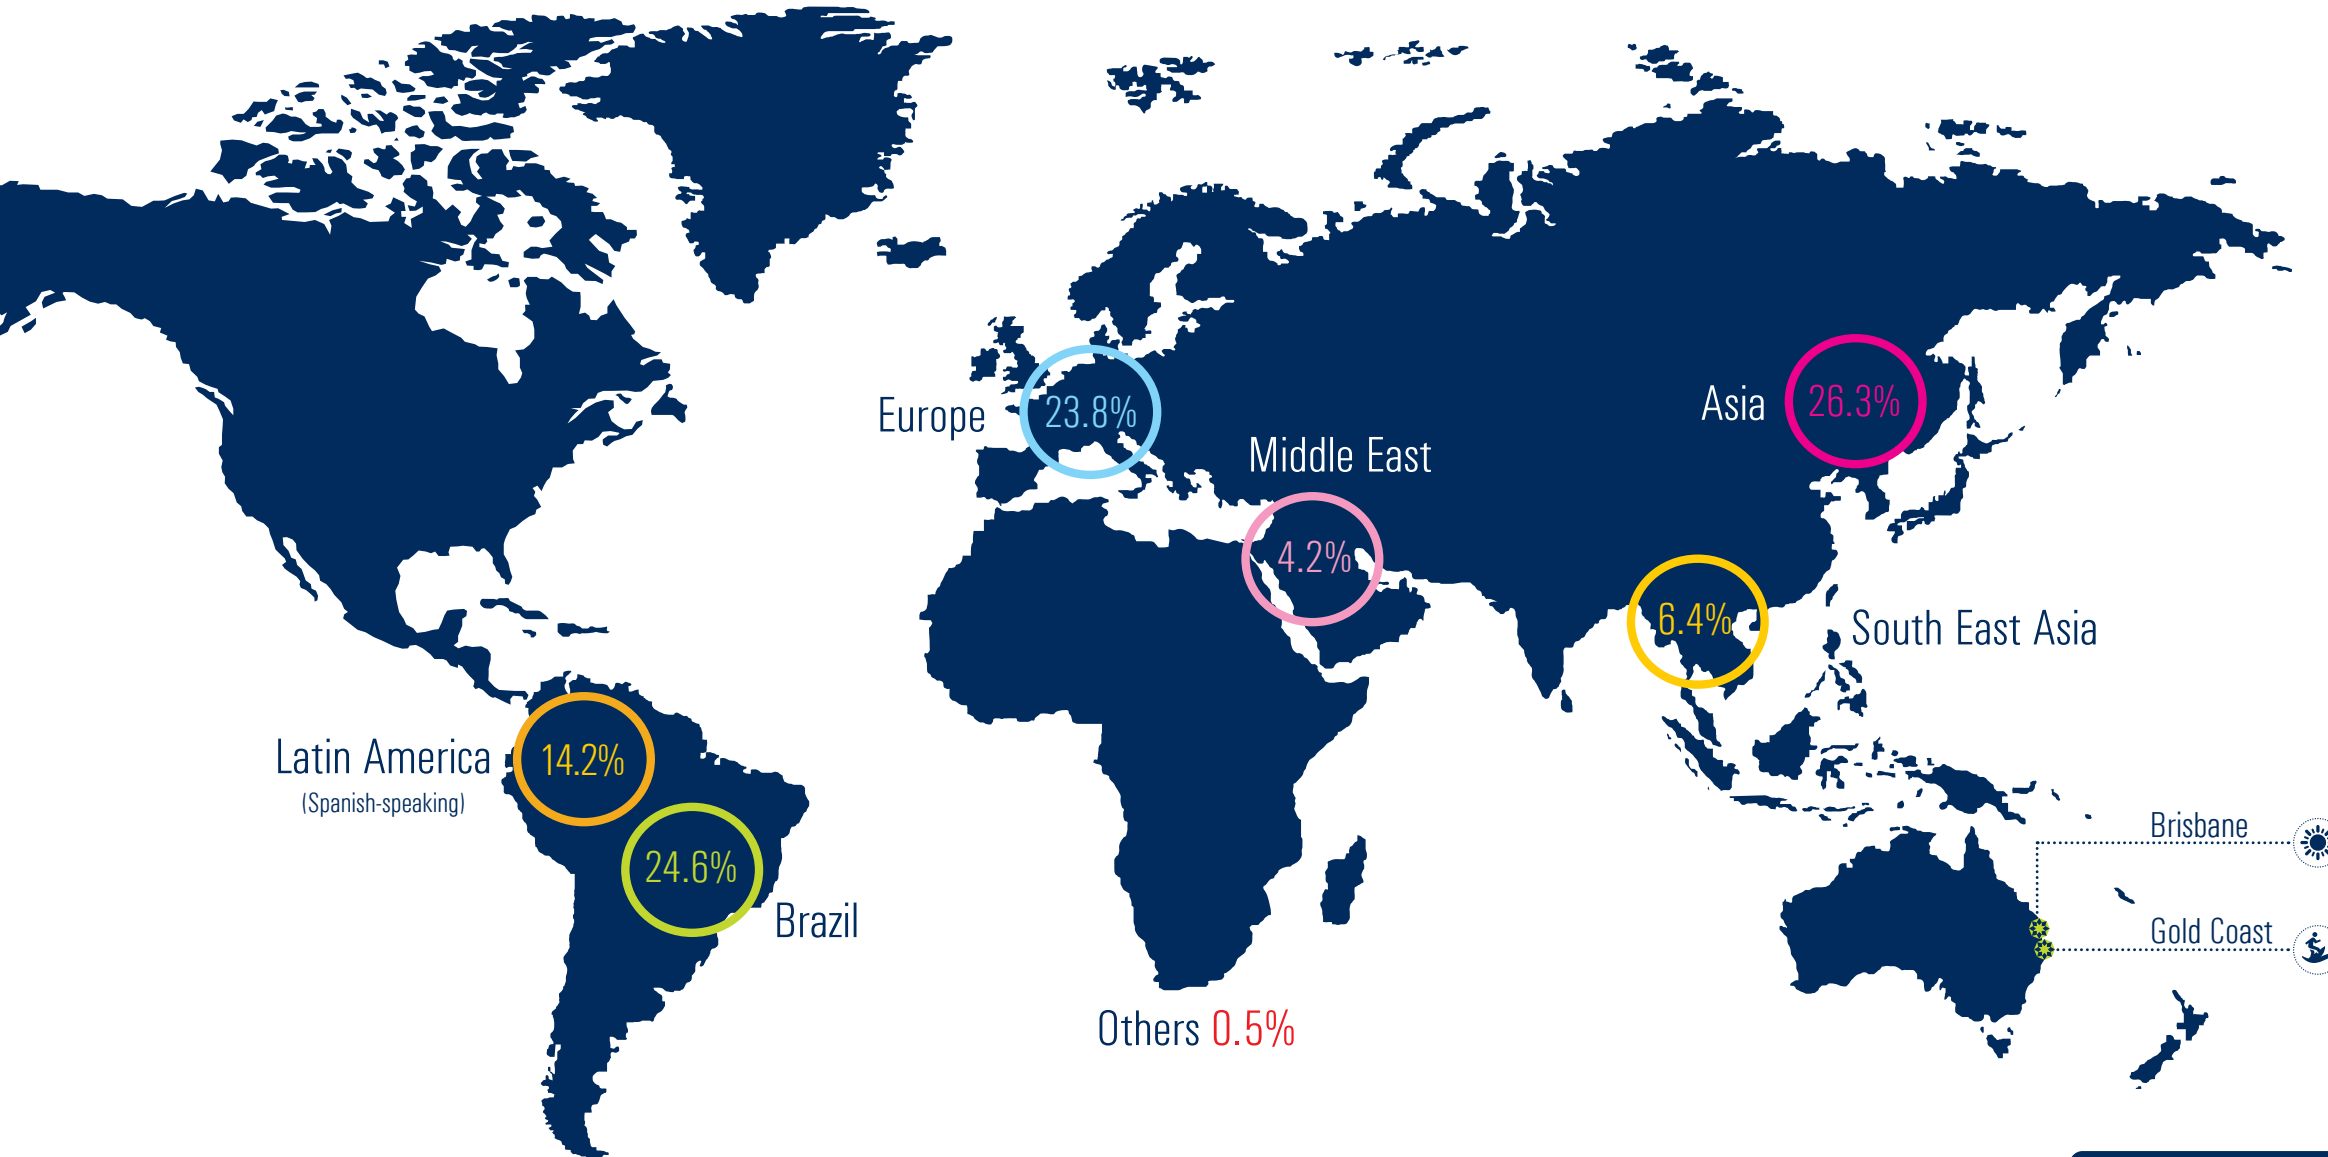 Europe
23.8%
Asia
26.3%
Middle East
4.2%
6.4%
South East Asia
Latin America
(Spanish-speaking)
14.2%
24.6%
Brazil
Brisbane
Gold Coast
Others 0.5%